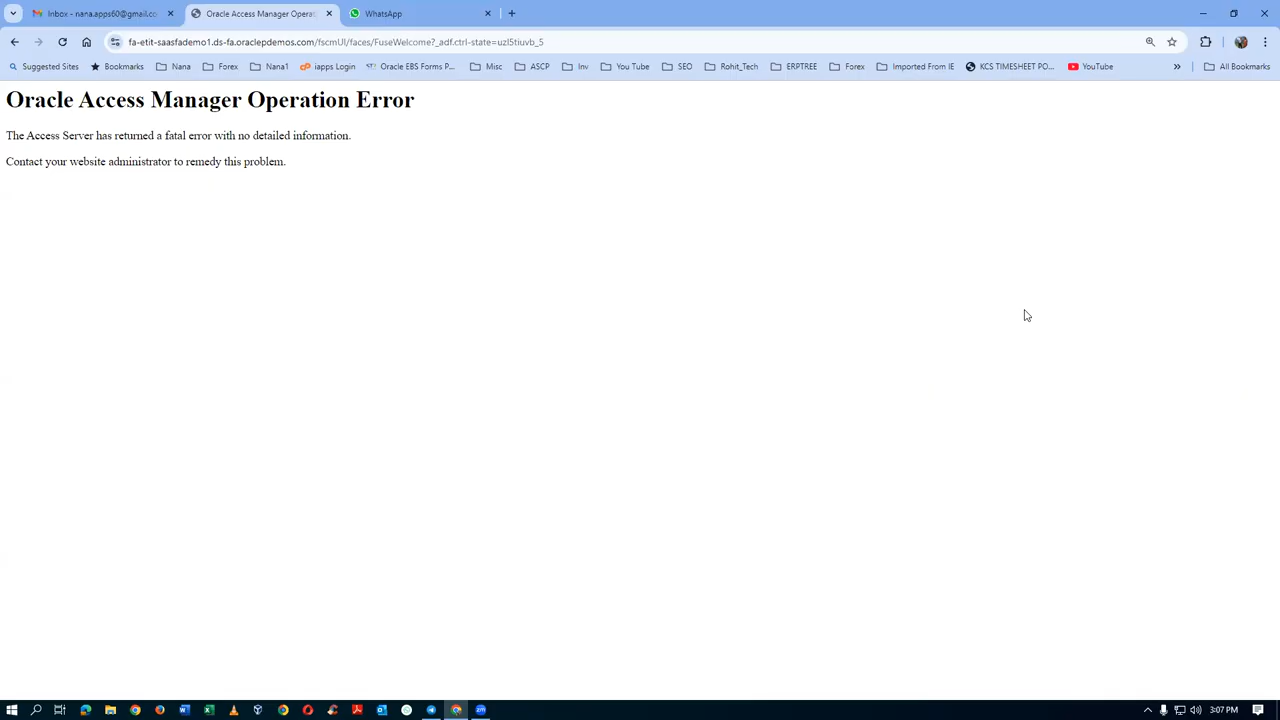 Inbox - nana.apps60@gmail.co
Oracle Access Manager Operat
WhatsApp
fa-etit-saasfademo1.ds-fa.oraclepdemos.com/fscmUI/faces/FuseWelcome?_adf.ctrl-state=uzl5tiuvb_5
Suggested Sites Bookmarks Nana Forex Nana1 iapps Login Oracle EBS Forms P... Misc ASCP Inv You Tube SEO Rohit_Tech ERPTREE Forex Imported From IE KCS TIMESHEET PO... YouTube » All Bookmarks
Oracle Access Manager Operation Error
The Access Server has returned a fatal error with no detailed information.
Contact your website administrator to remedy this problem.
3:07 PM